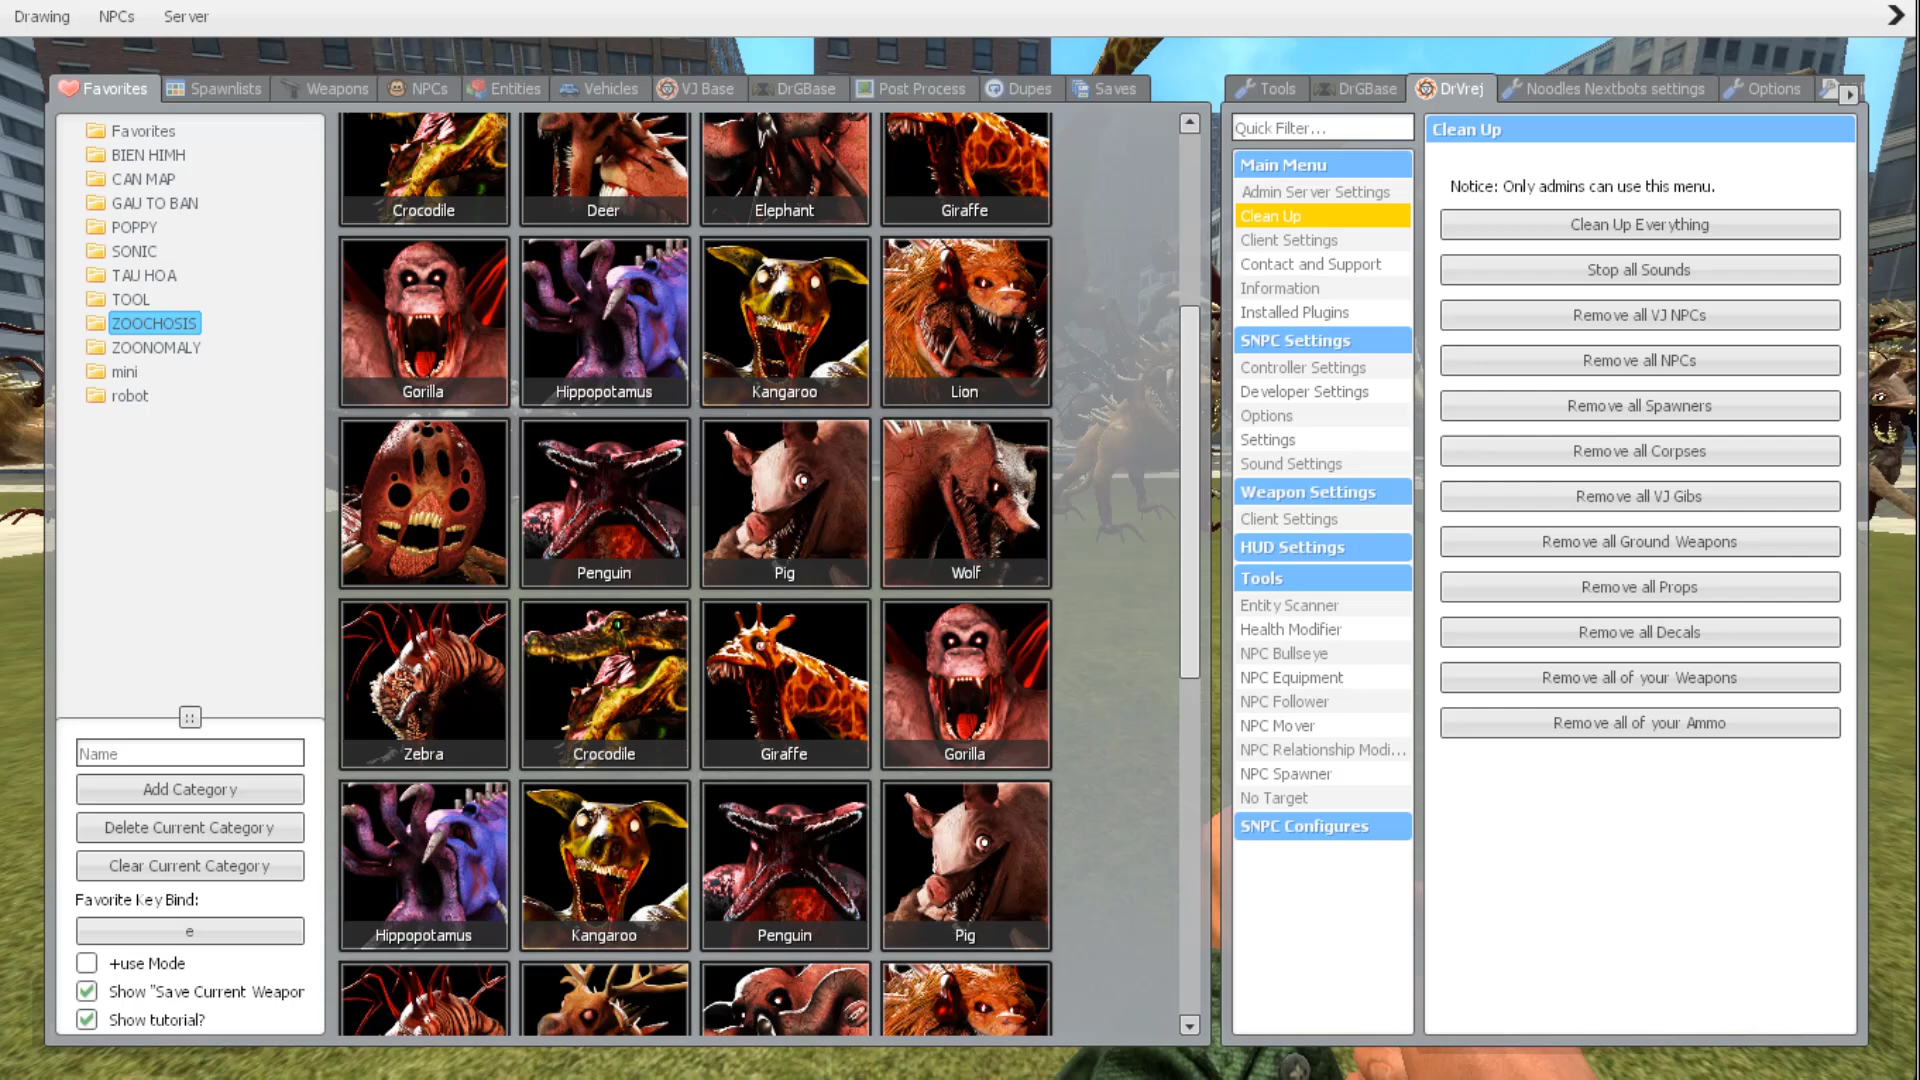 Drawing NPCs Server
Favorites Spawnlists Weapons NPCs Entities Vehicles VJ Base DrGBase Post Process Dupes Saves
Favorites
BIEN HIMH
CAN MAP
GAU TO BAN
POPPY
SONIC
TAU HOA
TOOL
ZOOCHOSIS
ZOONOMALY
mini
robot
Name
Add Category
Delete Current Category
Clear Current Category
Favorite Key Bind:
e
+use Mode
Show "Save Current Weapon
Show tutorial?
Crocodile Deer Elephant Giraffe
Gorilla Hippopotamus Kangaroo Lion
Penguin Pig Wolf
Zebra Crocodile Giraffe Gorilla
Hippopotamus Kangaroo Penguin Pig
Tools DrGBase DrVrej Noodles Nextbots settings Options
Quick Filter...
Main Menu
Admin Server Settings
Clean Up
Client Settings
Contact and Support
Information
Installed Plugins
SNPC Settings
Controller Settings
Developer Settings
Options
Settings
Sound Settings
Weapon Settings
Client Settings
HUD Settings
Tools
Entity Scanner
Health Modifier
NPC Bullseye
NPC Equipment
NPC Follower
NPC Mover
NPC Relationship Modi...
NPC Spawner
No Target
SNPC Configures
Clean Up
Notice: Only admins can use this menu.
Clean Up Everything
Stop all Sounds
Remove all VJ NPCs
Remove all NPCs
Remove all Spawners
Remove all Corpses
Remove all VJ Gibs
Remove all Ground Weapons
Remove all Props
Remove all Decals
Remove all of your Weapons
Remove all of your Ammo